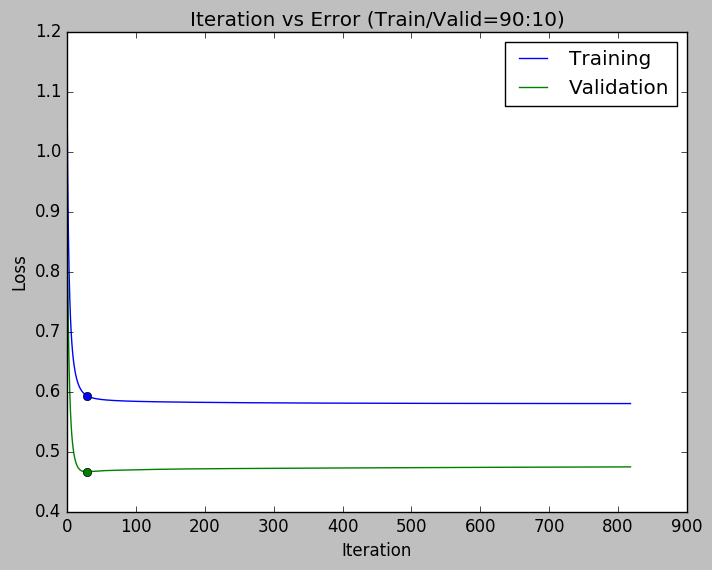 Iteration vs Error (Train/Valid=90:10)
1.2
1.1
1.0
0.9
0.8
0.7
0.6
0.5
0.4
Loss
Training
Validation
0 100 200 300 400 500 600 700 800 900
Iteration